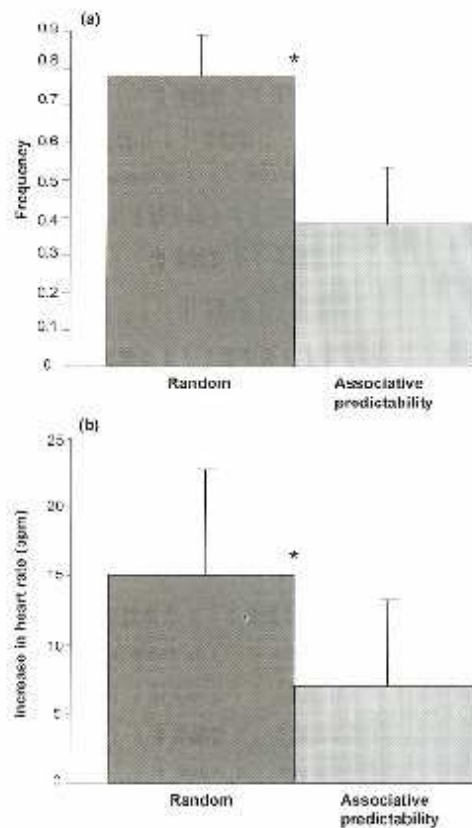 (a)
0.9
0.8
0.7
0.6
0.5
0.4
0.3
0.2
0.1
0
Frequency
*
Random
Associative
predictability
(b)
25
20
15
10
5
0
Increase in heart rate (bpm)
*
Random
Associative
predictability